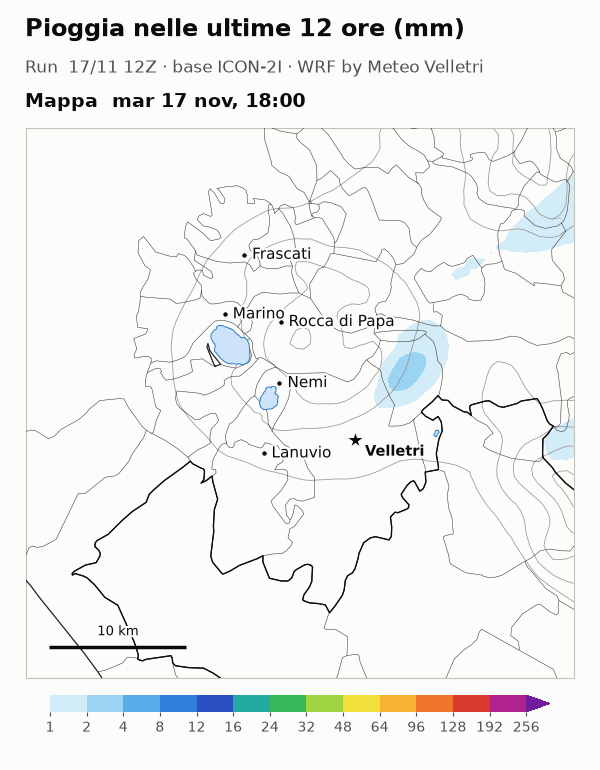 Pioggia nelle ultime 12 ore (mm)
Run  17/11 12Z · base ICON-2I · WRF by Meteo Velletri
Mappa  mar 17 nov, 18:00
Frascati
Marino
Rocca di Papa
Nemi
Velletri
Lanuvio
10 km
1 2 4 8 12 16 24 32 48 64 96 128 192 256